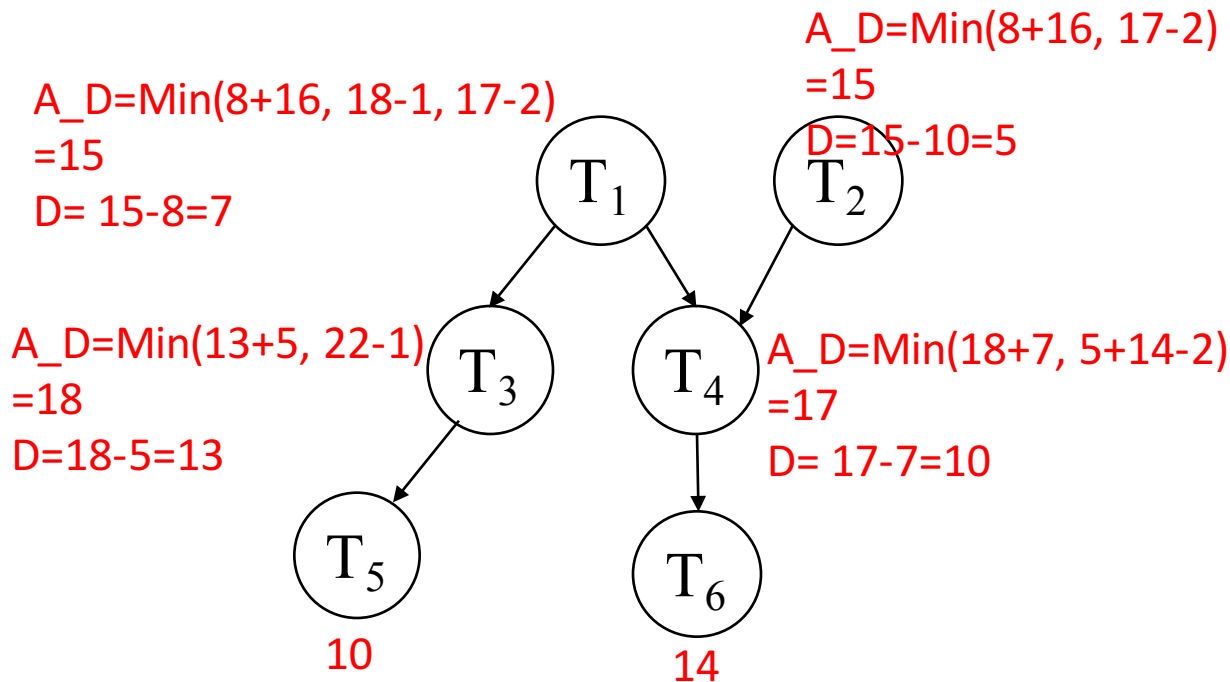 A_D=Min(8+16, 17-2)
=15
D=15-10=5
A_D=Min(8+16, 18-1, 17-2)
=15
D= 15-8=7
T₁
T₂
A_D=Min(13+5, 22-1)
=18
D=18-5=13
T₃
T₄
A_D=Min(18+7, 5+14-2)
=17
D= 17-7=10
T₅
T₆
10
14